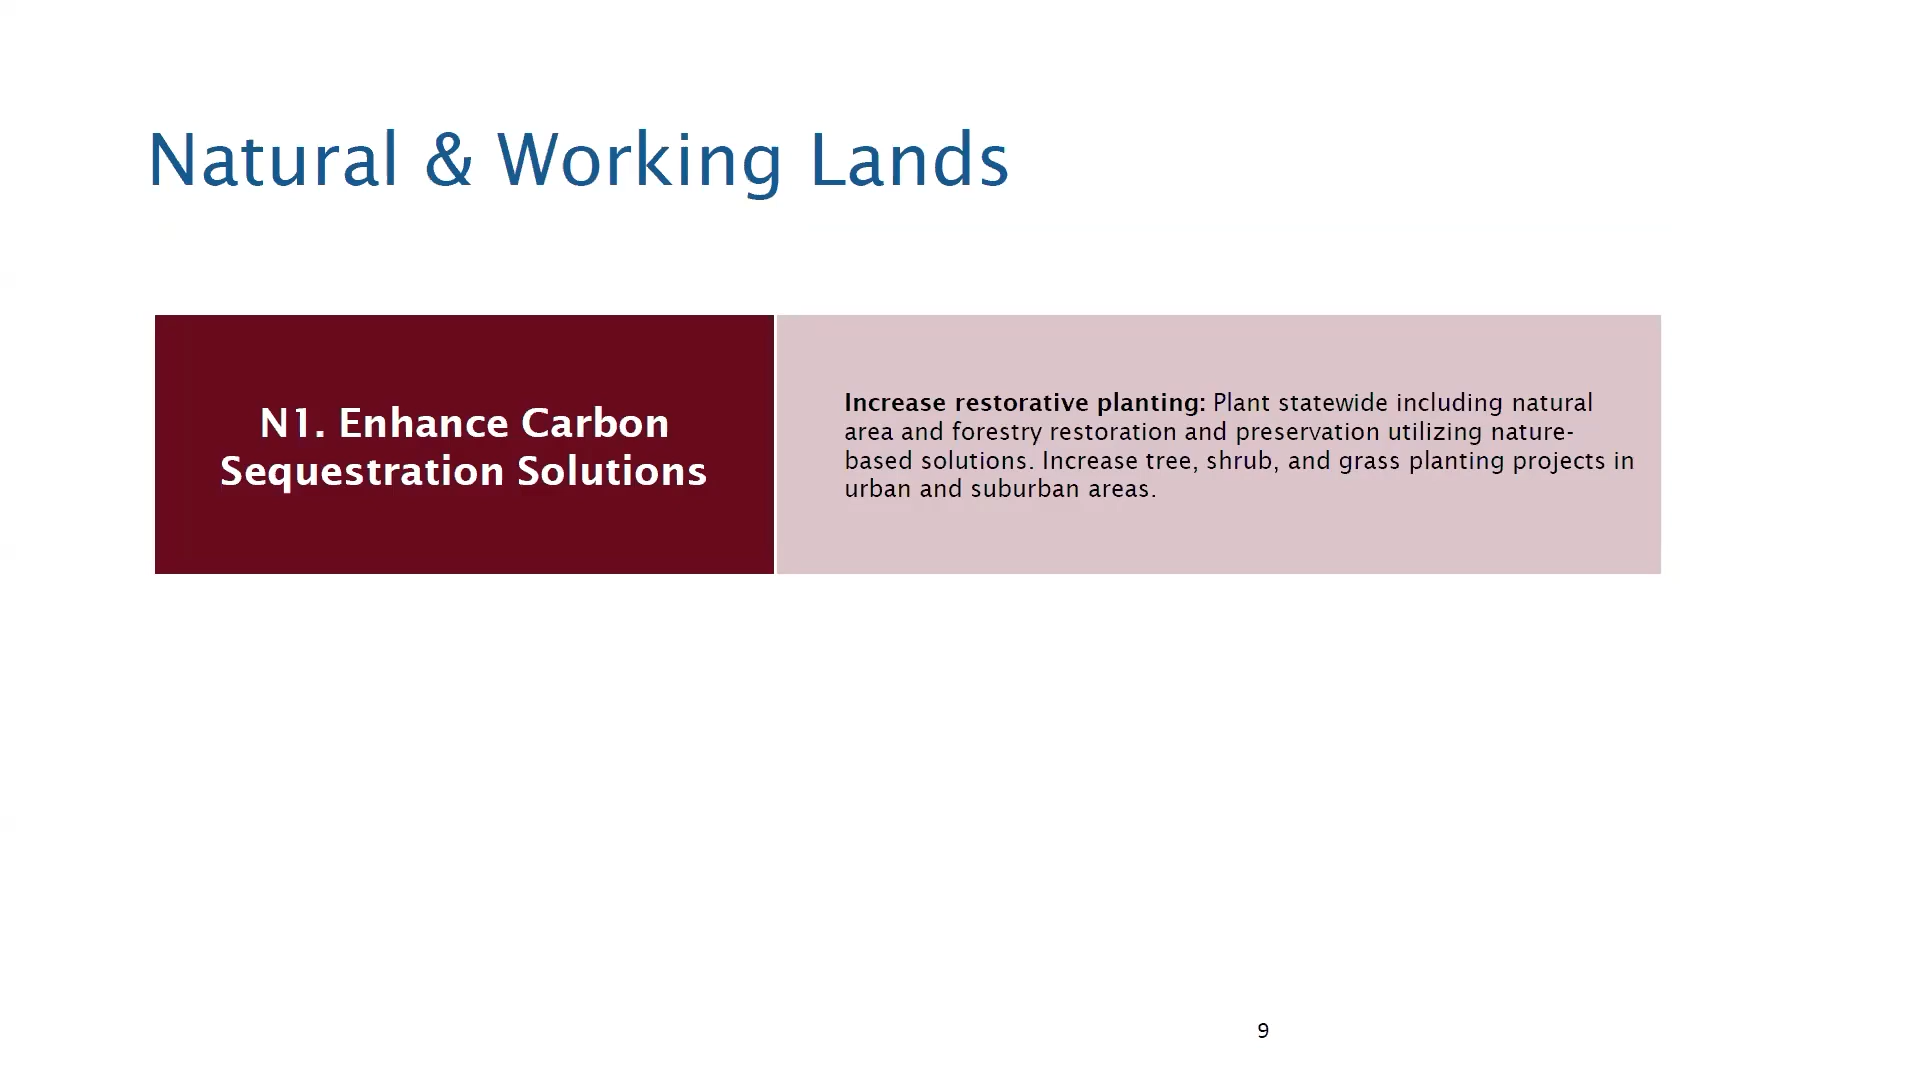 Natural & Working Lands
N1. Enhance Carbon
Sequestration Solutions
Increase restorative planting: Plant statewide including natural
area and forestry restoration and preservation utilizing nature-
based solutions. Increase tree, shrub, and grass planting projects in
urban and suburban areas.
9